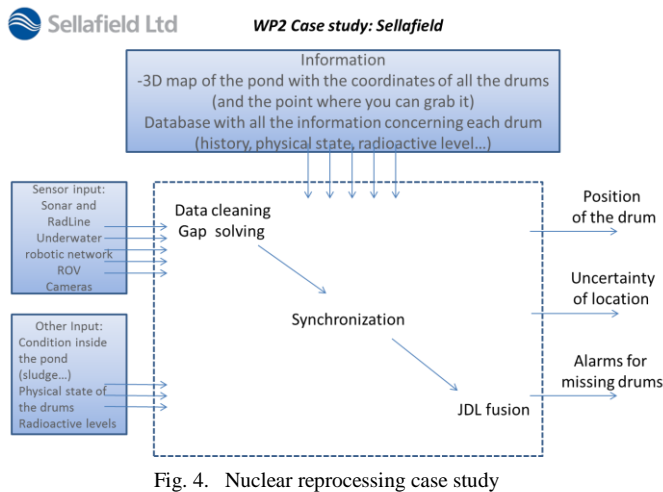 Sellafield Ltd
WP2 Case study: Sellafield
Information
-3D map of the pond with the coordinates of all the drums
(and the point where you can grab it)
Database with all the information concerning each drum
(history, physical state, radioactive level...)
Sensor input:
Sonar and
RadLine
Underwater
robotic network
ROV
Cameras
Data cleaning
Gap solving
Synchronization
JDL fusion
Other Input:
Condition inside
the pond
(sludge...)
Physical state of
the drums
Radioactive levels
Position
of the drum
Uncertainty
of location
Alarms for
missing drums
Fig. 4. Nuclear reprocessing case study